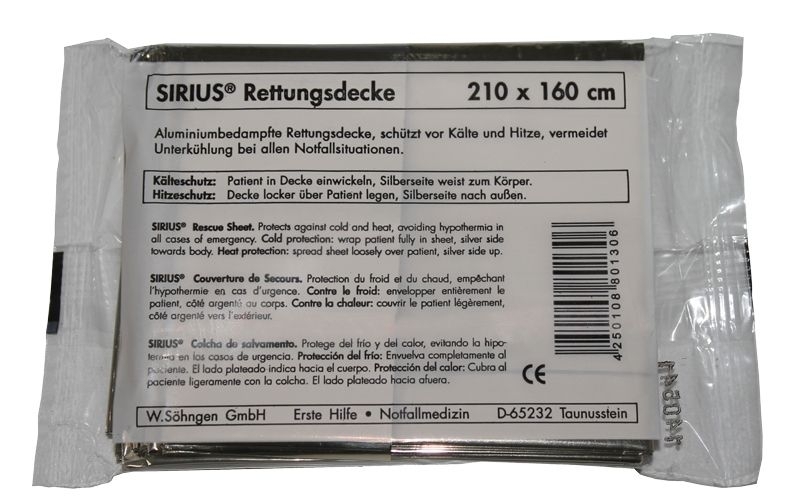 SIRIUS® Rettungsdecke 210 x 160 cm
Aluminiumbedampfte Rettungsdecke, schützt vor Kälte und Hitze, vermeidet
Unterkühlung bei allen Notfallsituationen.
Kälteschutz: Patient in Decke einwickeln, Silberseite weist zum Körper.
Hitzeschutz: Decke locker über Patient legen, Silberseite nach außen.
SIRIUS® Rescue Sheet. Protects against cold and heat, avoiding hypothermia in
all cases of emergency. Cold protection: wrap patient fully in sheet, silver side
towards body. Heat protection: spread sheet loosely over patient, silver side up.
SIRIUS® Couverture de Secours. Protection du froid et du chaud, empêchant
l'hypothermie en cas d'urgence. Contre le froid: envelopper entièrement le
patient, côté argenté au corps. Contre la chaleur: couvrir le patient légèrement,
côté argenté vers l'extérieur.
SIRIUS® Colcha de salvamento. Protege del frío y del calor, evitando la hipo-
termia en los casos de urgencia. Protección del frío: Envuelva completamente al
paciente. El lado plateado indica hacia el cuerpo. Protección del calor: Cubra al
paciente ligeramente con la colcha. El lado plateado hacia afuera.
CE
4 250108 801306
W.Söhngen GmbH Erste Hilfe • Notfallmedizin D-65232 Taunusstein